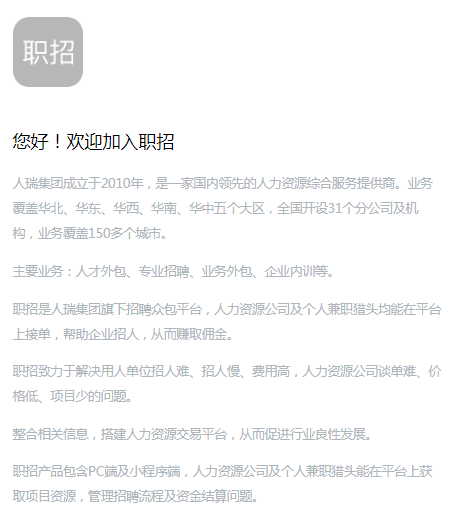 职招
您好！欢迎加入职招
人瑞集团成立于2010年，是一家国内领先的人力资源综合服务提供商。业务
覆盖华北、华东、华西、华南、华中五个大区，全国开设31个分公司及机
构，业务覆盖150多个城市。
主要业务：人才外包、专业招聘、业务外包、企业内训等。
职招是人瑞集团旗下招聘众包平台，人力资源公司及个人兼职猎头均能在平台
上接单，帮助企业招人，从而赚取佣金。
职招致力于解决用人单位招人难、招人慢、费用高，人力资源公司谈单难、价
格低、项目少的问题。
整合相关信息，搭建人力资源交易平台，从而促进行业良性发展。
职招产品包含PC端及小程序端，人力资源公司及个人兼职猎头能在平台上获
取项目资源，管理招聘流程及资金结算问题。